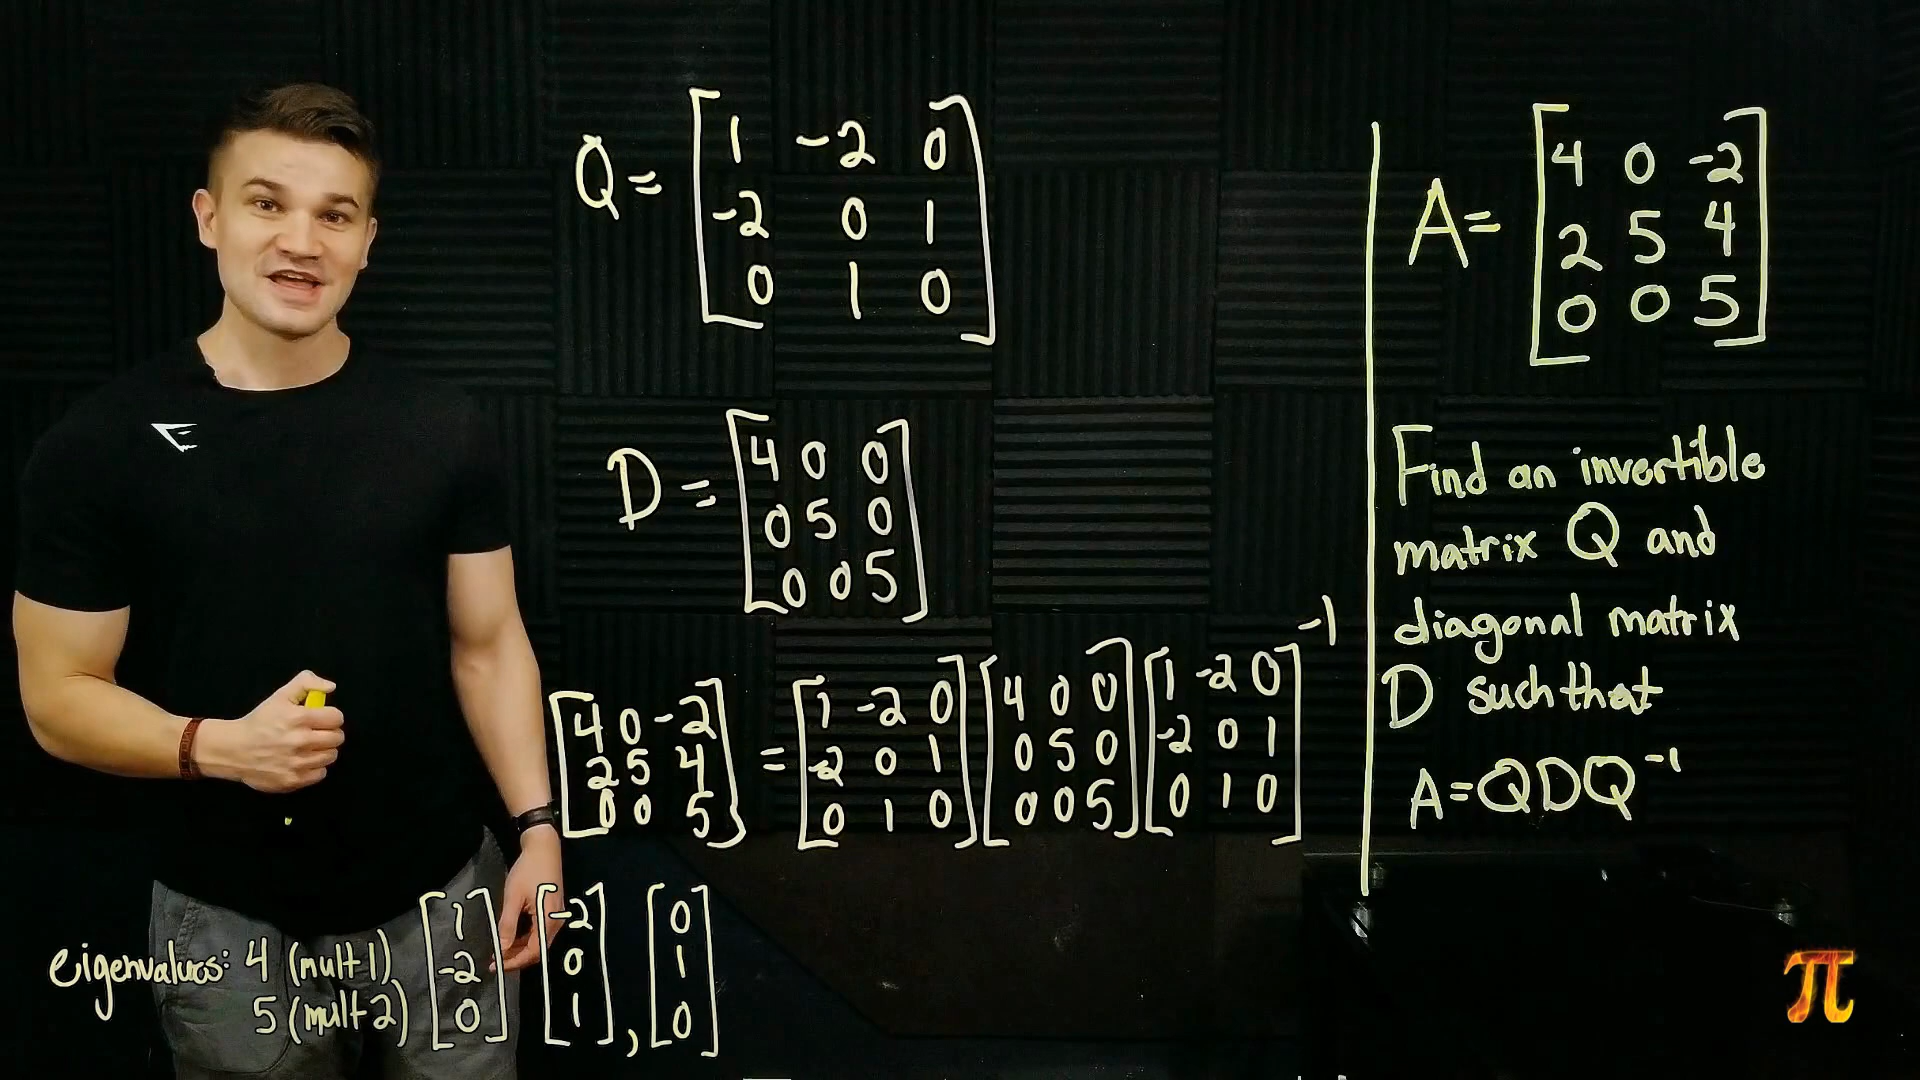 Q = [1 -2 0
-2 0 1
0 1 0]
D = [4 0 0
0 5 0
0 0 5]
[4 0 -2
2 5 4
0 0 5] = [1 -2 0
-2 0 1
0 1 0] [4 0 0
0 5 0
0 0 5] [1 -2 0
-2 0 1
0 1 0]⁻¹
eigenvalues: 4 (mult 1) [1
-2
0]
5 (mult 2) [-2
0
1] , [0
1
0]
A = [4 0 -2
2 5 4
0 0 5]
Find an invertible
matrix Q and
diagonal matrix
D such that
A=QDQ⁻¹
π